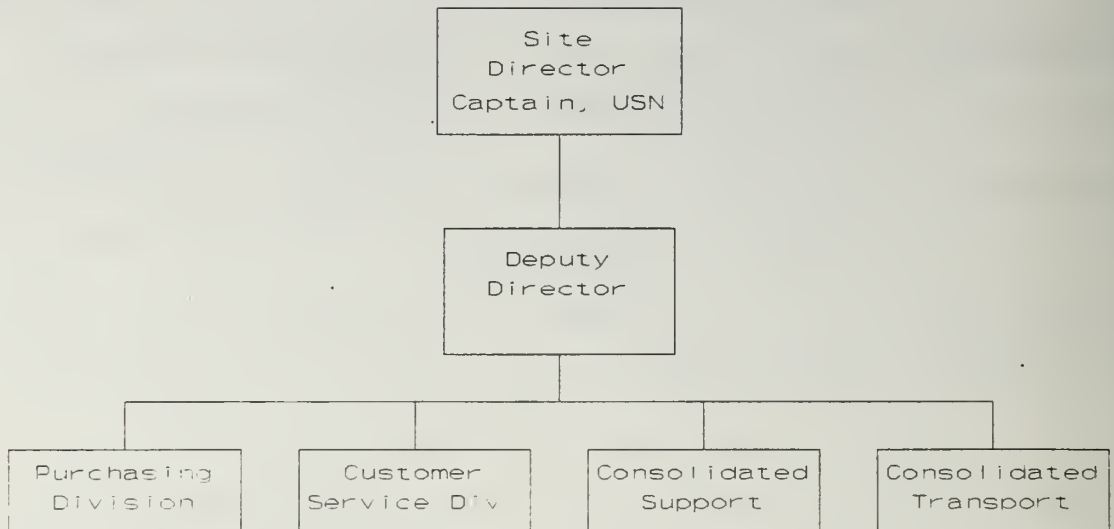 Site
Director
Captain, USN
Deputy
Director
Purchasing
Division
Customer
Service Div
Consolidated
Support
Consolidated
Transport